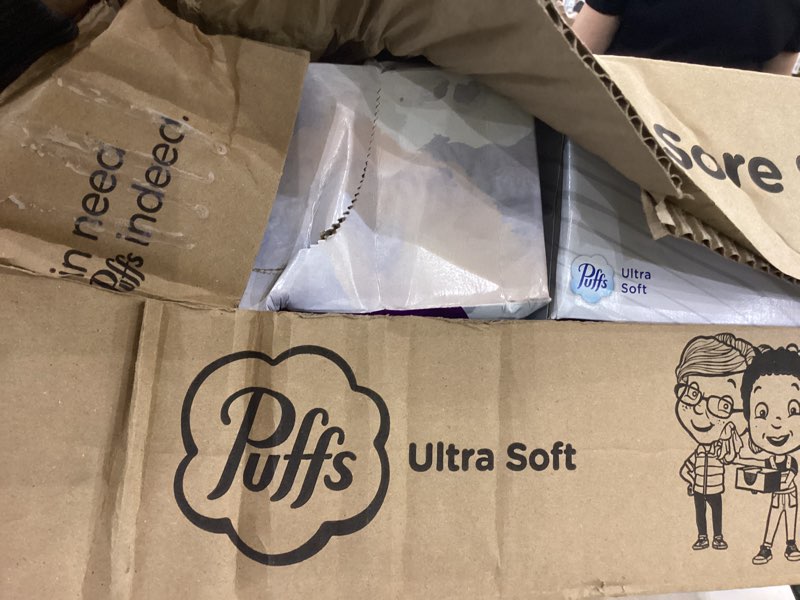 in need
Puffs indeed.
sore
Puffs
Ultra
Soft
Puffs
Ultra Soft